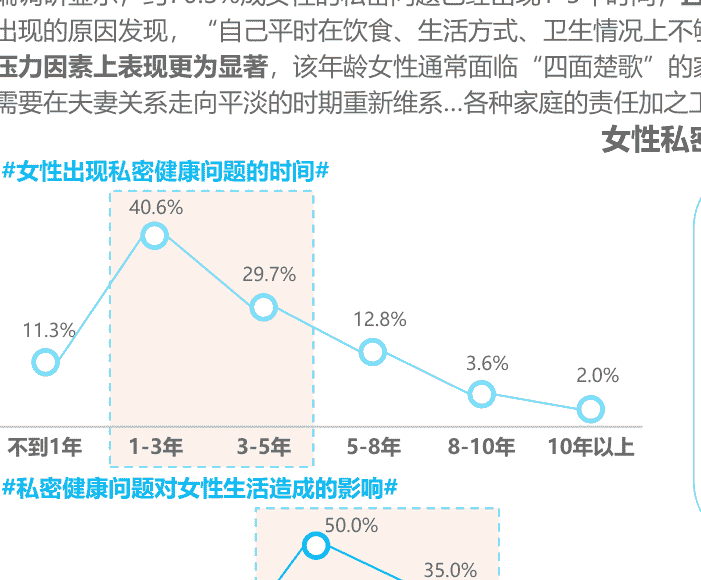 出现的原因发现，“自己平时在饮食、生活方式、卫生情况上不够
压力因素上表现更为显著，该年龄女性通常面临“四面楚歌”的家
需要在夫妻关系走向平淡的时期重新维系...各种家庭的责任加之工
女性私密
#女性出现私密健康问题的时间#
40.6%
29.7%
12.8%
11.3%
3.6%
2.0%
不到1年 1-3年 3-5年 5-8年 8-10年 10年以上
#私密健康问题对女性生活造成的影响#
50.0%
35.0%